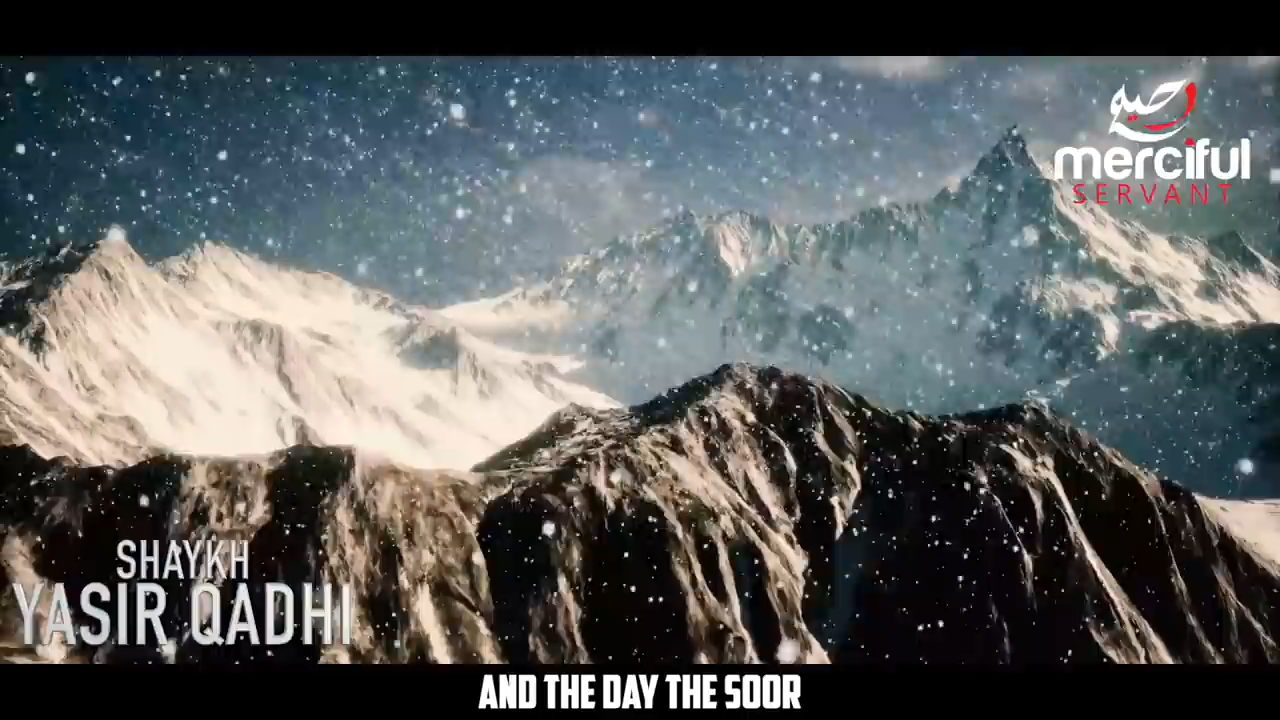 merciful
SERVANT
SHAYKH
YASIR QADHI
AND THE DAY THE SOOR